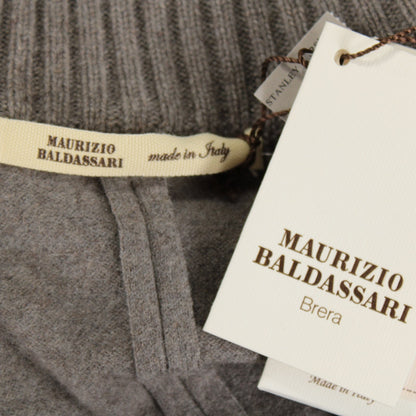 STANLEY
MAURIZIO
BALDASSARI
made in Italy
MAURIZIO
BALDASSARI
Brera
Made in Italy